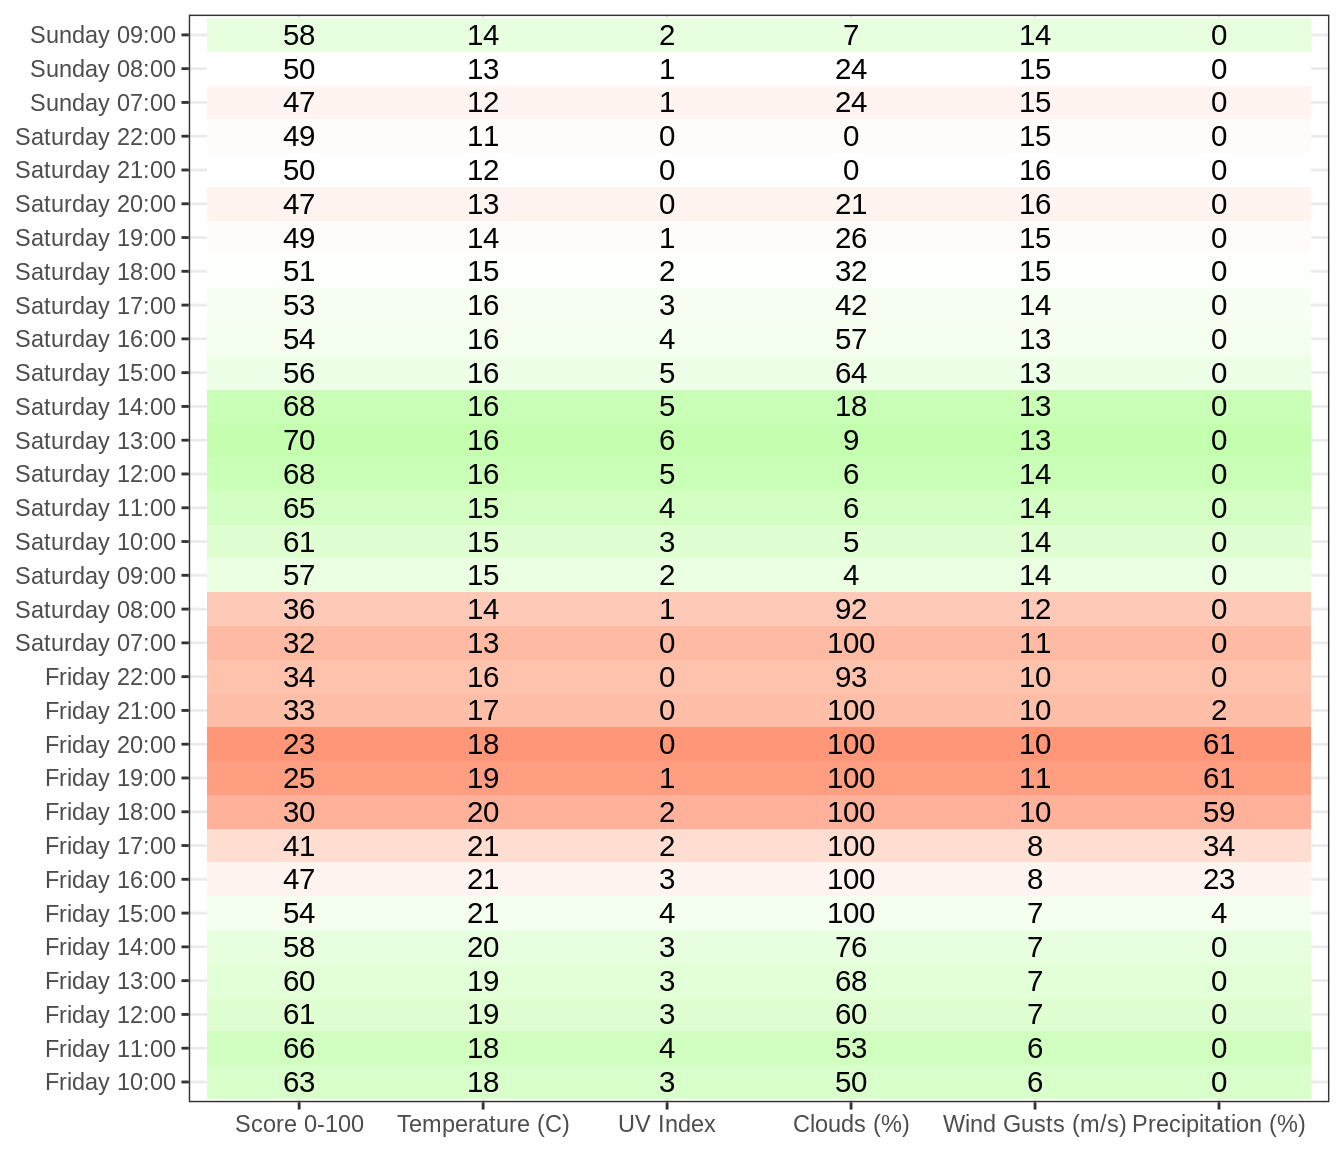 Sunday 09:00 58 14 2 7 14 0
Sunday 08:00 50 13 1 24 15 0
Sunday 07:00 47 12 1 24 15 0
Saturday 22:00 49 11 0 0 15 0
Saturday 21:00 50 12 0 0 16 0
Saturday 20:00 47 13 0 21 16 0
Saturday 19:00 49 14 1 26 15 0
Saturday 18:00 51 15 2 32 15 0
Saturday 17:00 53 16 3 42 14 0
Saturday 16:00 54 16 4 57 13 0
Saturday 15:00 56 16 5 64 13 0
Saturday 14:00 68 16 5 18 13 0
Saturday 13:00 70 16 6 9 13 0
Saturday 12:00 68 16 5 6 14 0
Saturday 11:00 65 15 4 6 14 0
Saturday 10:00 61 15 3 5 14 0
Saturday 09:00 57 15 2 4 14 0
Saturday 08:00 36 14 1 92 12 0
Saturday 07:00 32 13 0 100 11 0
Friday 22:00 34 16 0 93 10 0
Friday 21:00 33 17 0 100 10 2
Friday 20:00 23 18 0 100 10 61
Friday 19:00 25 19 1 100 11 61
Friday 18:00 30 20 2 100 10 59
Friday 17:00 41 21 2 100 8 34
Friday 16:00 47 21 3 100 8 23
Friday 15:00 54 21 4 100 7 4
Friday 14:00 58 20 3 76 7 0
Friday 13:00 60 19 3 68 7 0
Friday 12:00 61 19 3 60 7 0
Friday 11:00 66 18 4 53 6 0
Friday 10:00 63 18 3 50 6 0
Score 0-100 Temperature (C) UV Index Clouds (%) Wind Gusts (m/s) Precipitation (%)